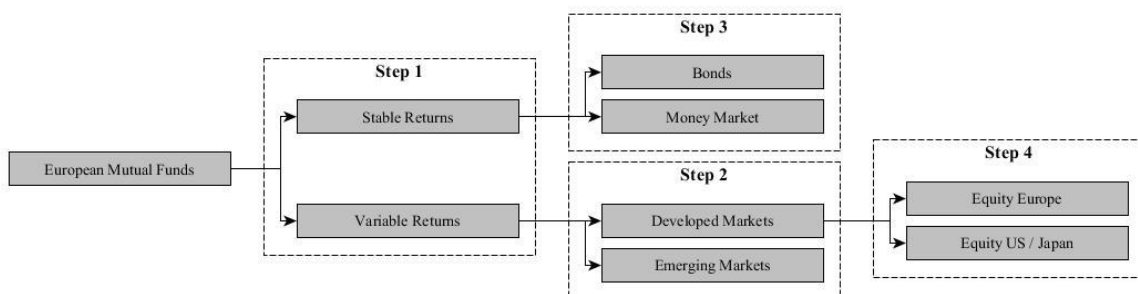 European Mutual Funds
Step 1
Stable Returns
Variable Returns
Step 3
Bonds
Money Market
Step 2
Developed Markets
Emerging Markets
Step 4
Equity Europe
Equity US / Japan